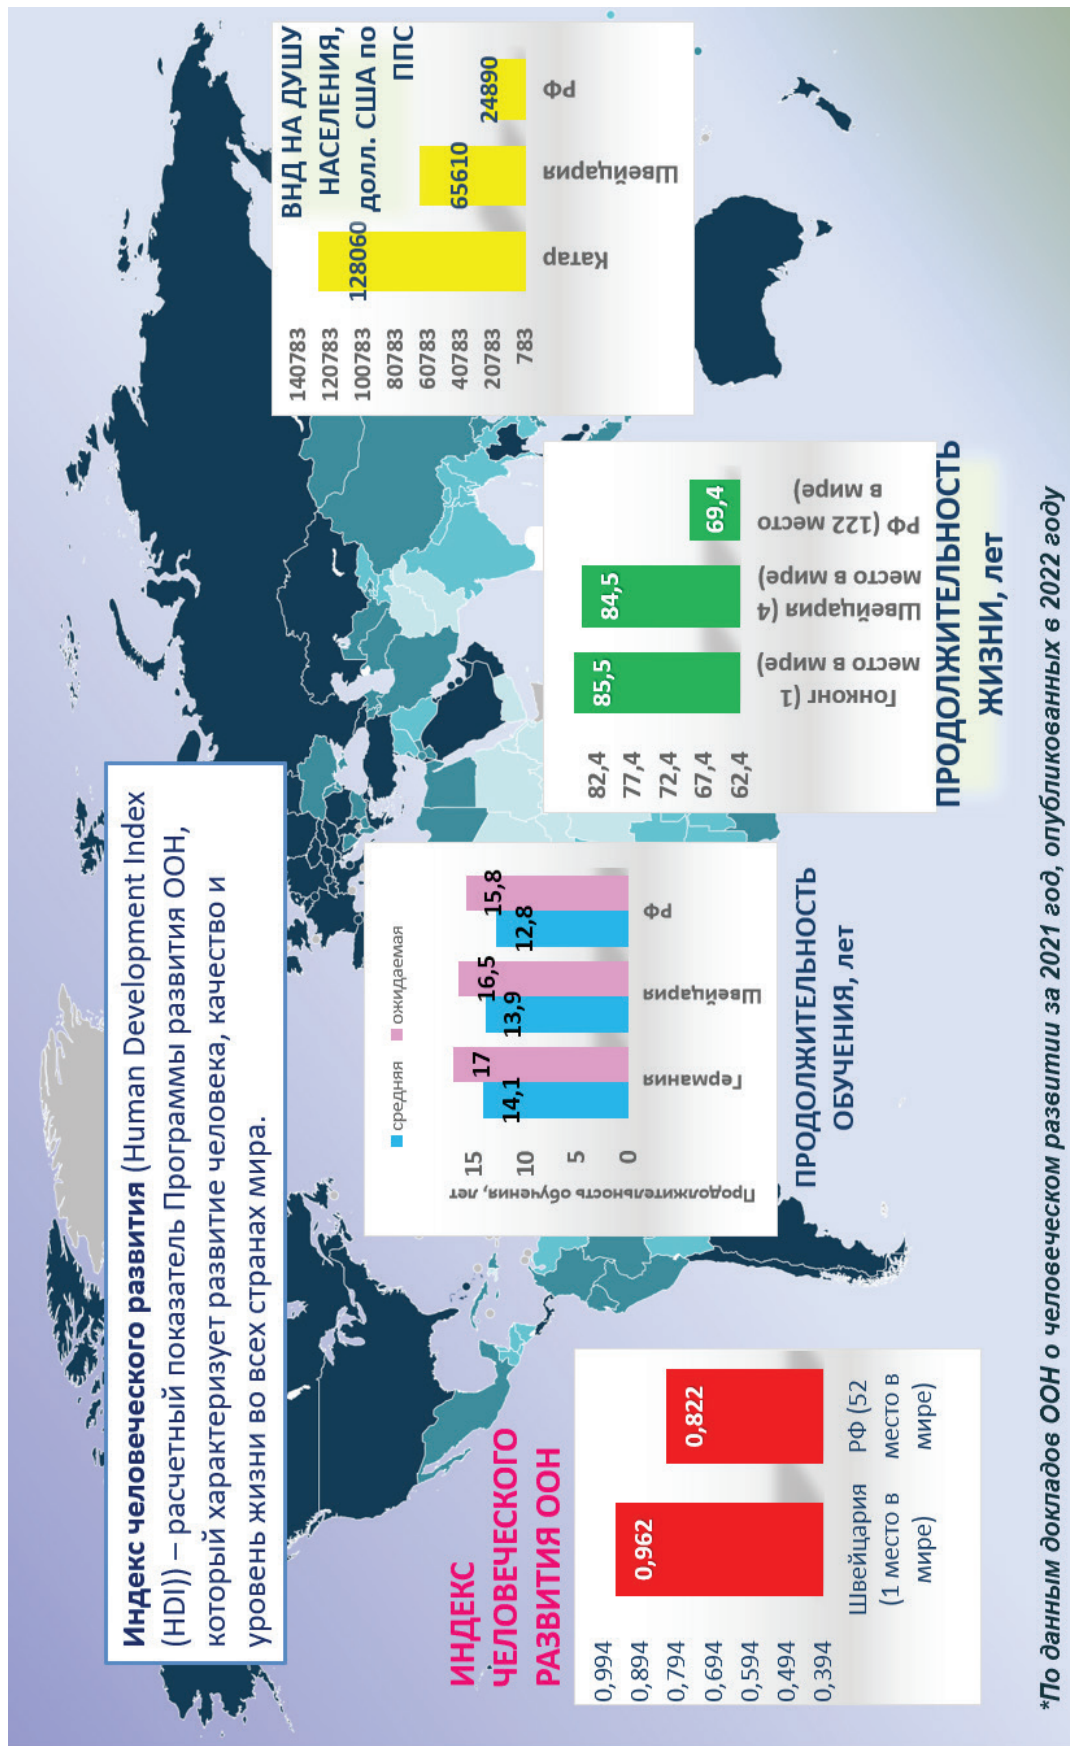 Индекс человеческого развития (Human Development Index
(HDI)) – расчетный показатель Программы развития ООН,
который характеризует развитие человека, качество и
уровень жизни во всех странах мира.
ИНДЕКС
ЧЕЛОВЕЧЕСКОГО
РАЗВИТИЯ ООН
0,994
0,894
0,794
0,694
0,594
0,494
0,394
0,962
0,822
Швейцария
(1 место в
мире)
РФ (52
место в
мире)
средняя
ожидаемая
Продолжительность обучения, лет
15
10
5
0
14,1
17
13,9
16,5
12,8
15,8
Германия
Швейцария
РФ
ПРОДОЛЖИТЕЛЬНОСТЬ
ОБУЧЕНИЯ, лет
82,4
77,4
72,4
67,4
62,4
85,5
84,5
69,4
Гонконг (1
место в мире)
Швейцария (4
место в мире)
РФ (122 место
в мире)
ПРОДОЛЖИТЕЛЬНОСТЬ
ЖИЗНИ, лет
ВНД НА ДУШУ
НАСЕЛЕНИЯ,
долл. США по
ППС
140783
120783
100783
80783
60783
40783
20783
783
128060
65610
24890
Катар
Швейцария
РФ
*По данным докладов ООН о человеческом развитии за 2021 год, опубликованных в 2022 году